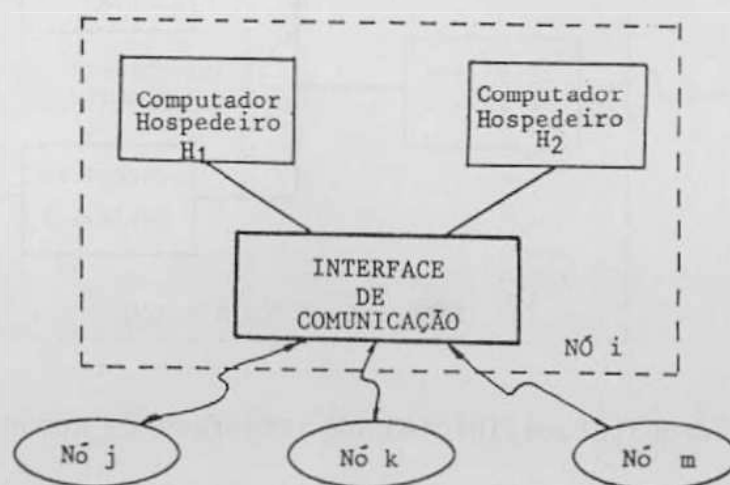 Computador
Hospedeiro
H1
Computador
Hospedeiro
H2
INTERFACE
DE
COMUNICAÇÃO
NÓ i
Nó j
Nó k
Nó m